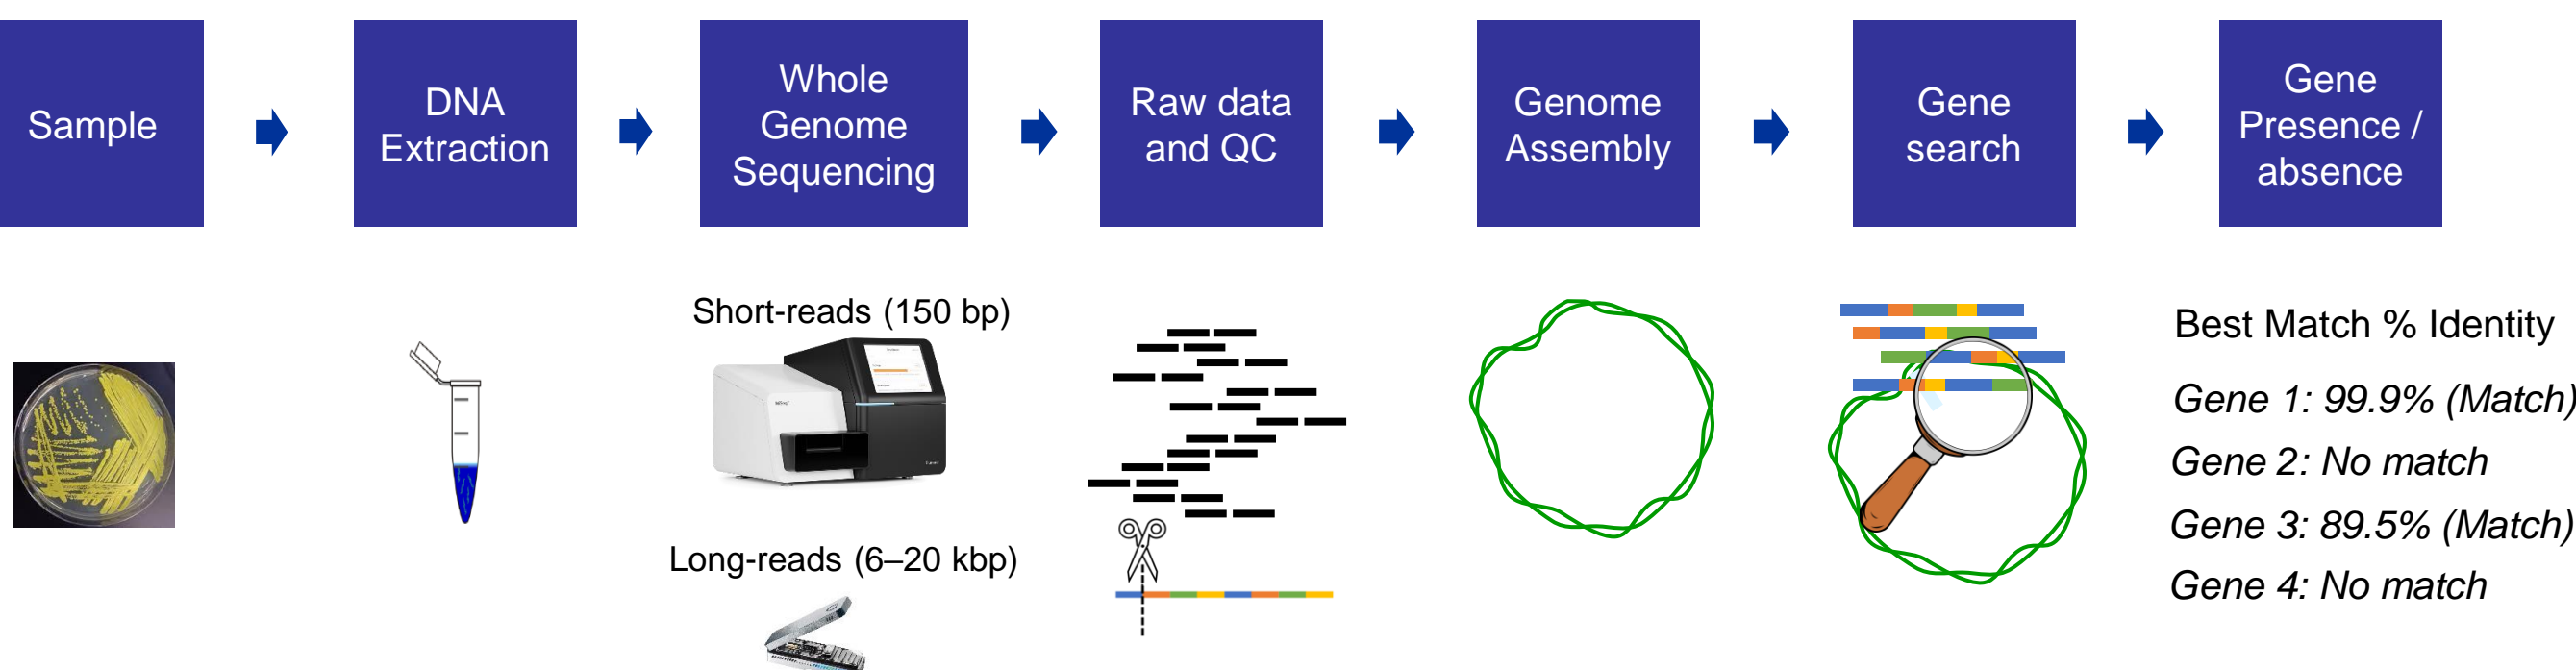 Sample
DNA
Extraction
Whole
Genome
Sequencing
Raw data
and QC
Genome
Assembly
Gene
search
Gene
Presence /
absence
Short-reads (150 bp)
Long-reads (6–20 kbp)
Best Match % Identity
Gene 1: 99.9% (Match)
Gene 2: No match
Gene 3: 89.5% (Match)
Gene 4: No match